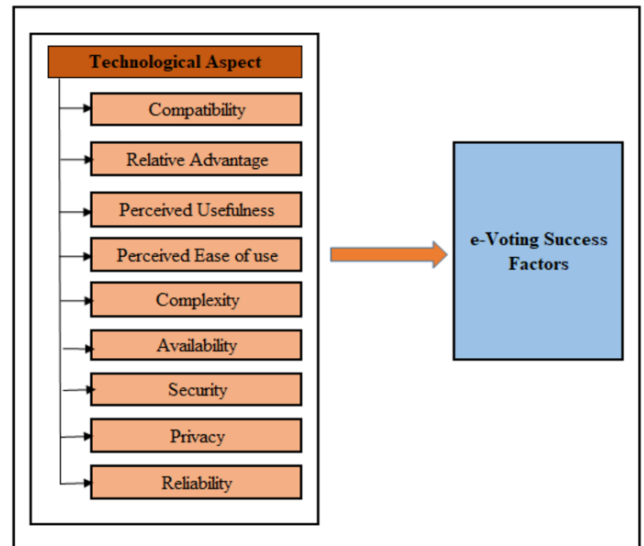 Technological Aspect
Compatibility
Relative Advantage
Perceived Usefulness
Perceived Ease of use
Complexity
Availability
Security
Privacy
Reliability
e-Voting Success
Factors